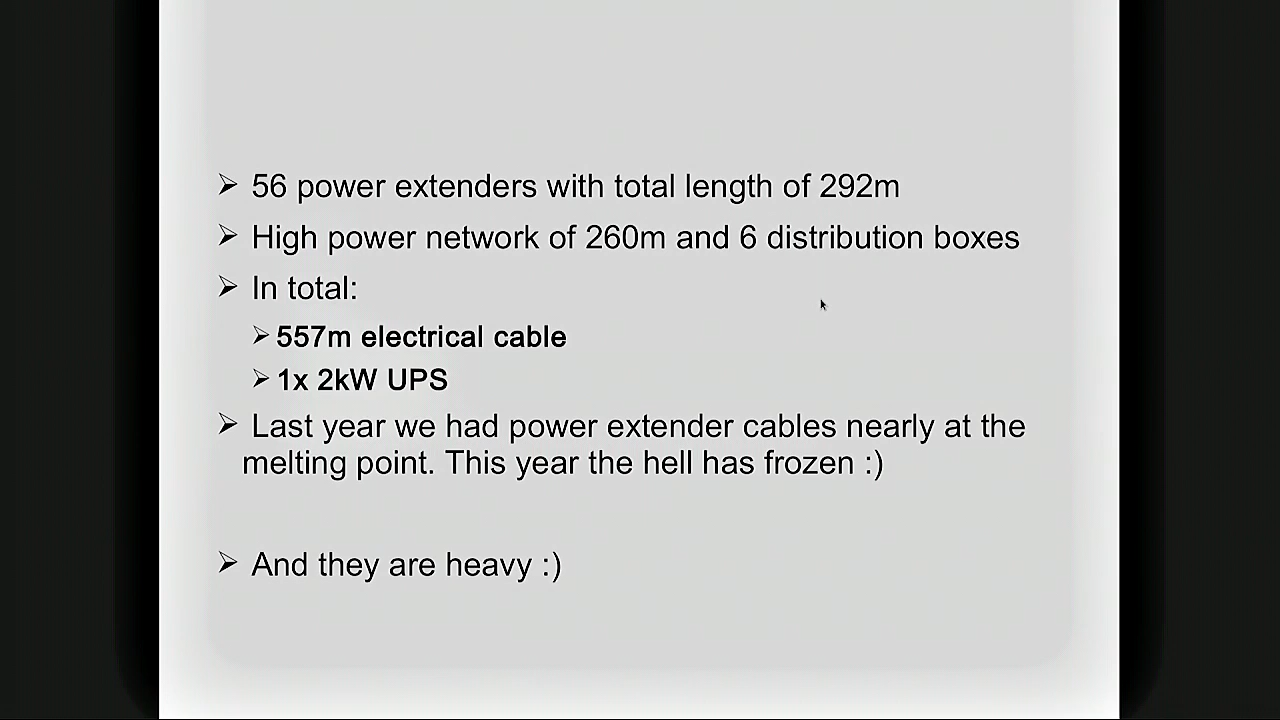 56 power extenders with total length of 292m
High power network of 260m and 6 distribution boxes
In total:
557m electrical cable
1x 2kW UPS
Last year we had power extender cables nearly at the
melting point. This year the hell has frozen :)
And they are heavy :)